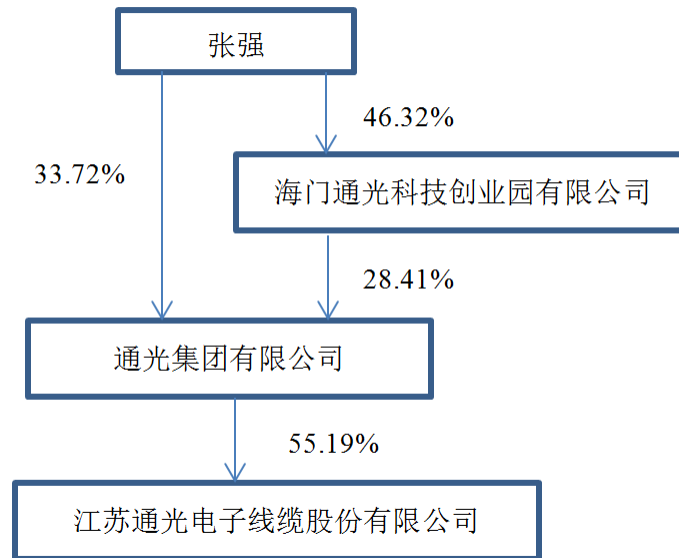 张强
46.32%
33.72%
海门通光科技创业园有限公司
28.41%
通光集团有限公司
55.19%
江苏通光电子线缆股份有限公司